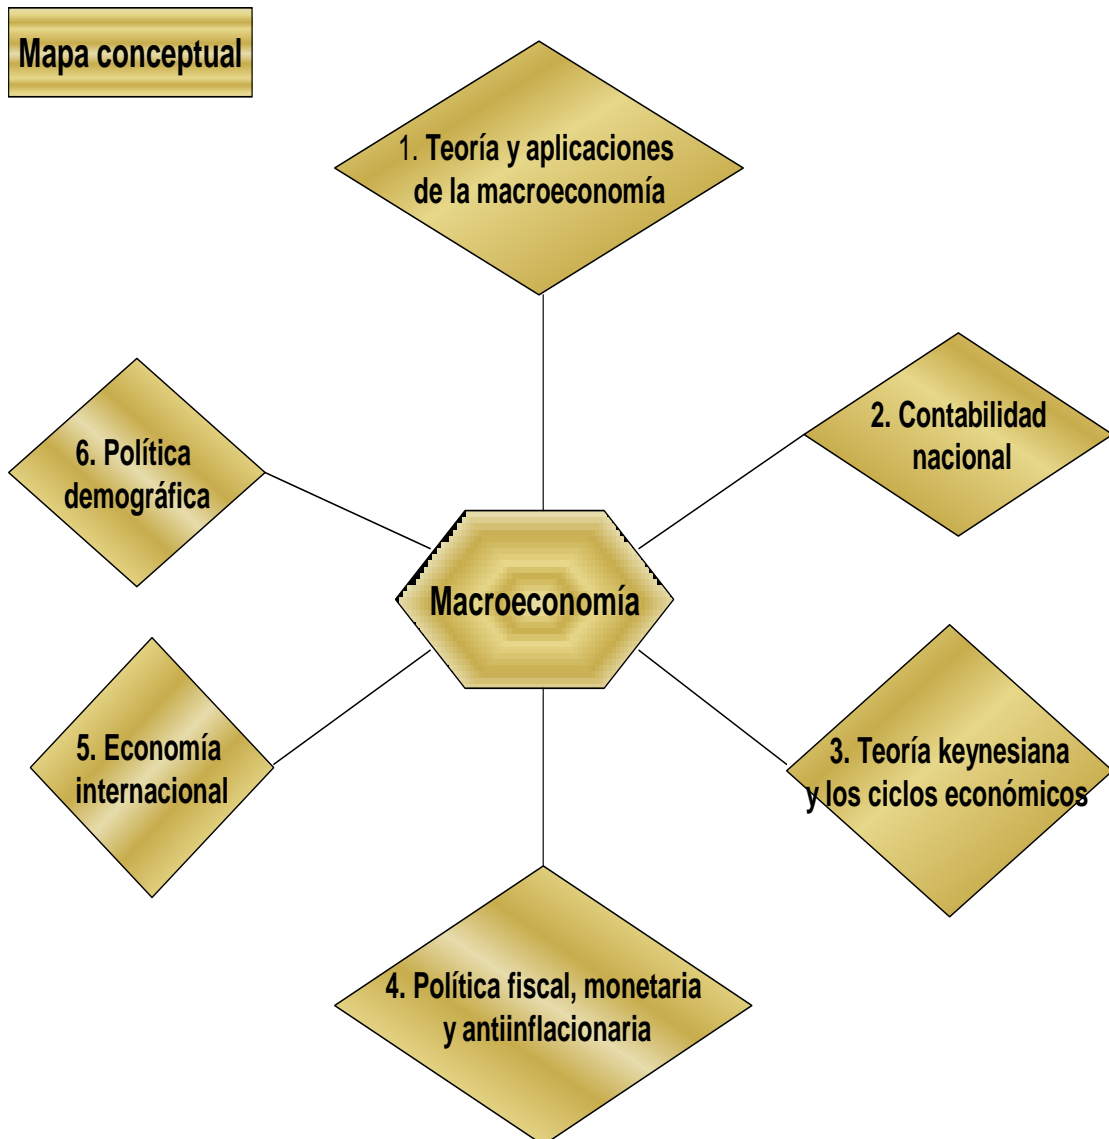 Mapa conceptual
1. Teoría y aplicaciones
de la macroeconomía
2. Contabilidad
nacional
6. Política
demográfica
Macroeconomía
3. Teoría keynesiana
y los ciclos económicos
5. Economía
internacional
4. Política fiscal, monetaria
y antiinflacionaria